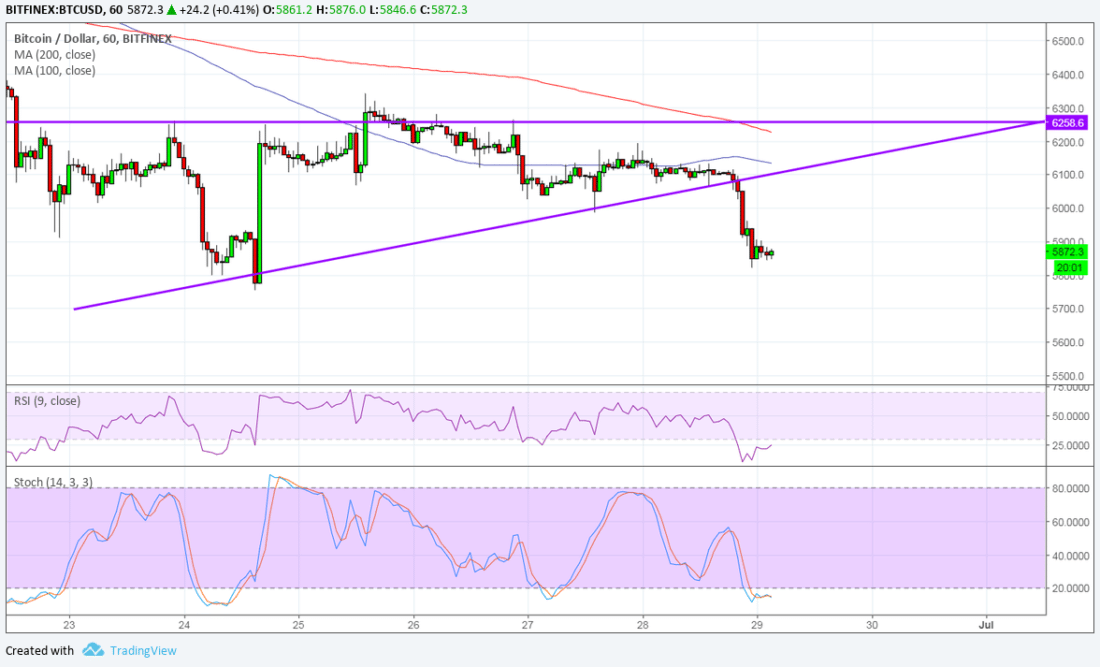 BITFINEX:BTCUSD, 60 5872.3 ▲ +24.2 (+0.41%) O:5861.2 H:5876.0 L:5846.6 C:5872.3
Bitcoin / Dollar, 60, BITFINEX
MA (200, close)
MA (100, close)
6500.0
6400.0
6300.0
6258.6
6200.0
6100.0
6000.0
5900.0
5872.3
20:01
5800.0
5700.0
5600.0
5500.0
RSI (9, close)
75.0000
50.0000
25.0000
Stoch (14, 3, 3)
80.0000
60.0000
40.0000
20.0000
23 24 25 26 27 28 29 30 Jul
Created with TradingView